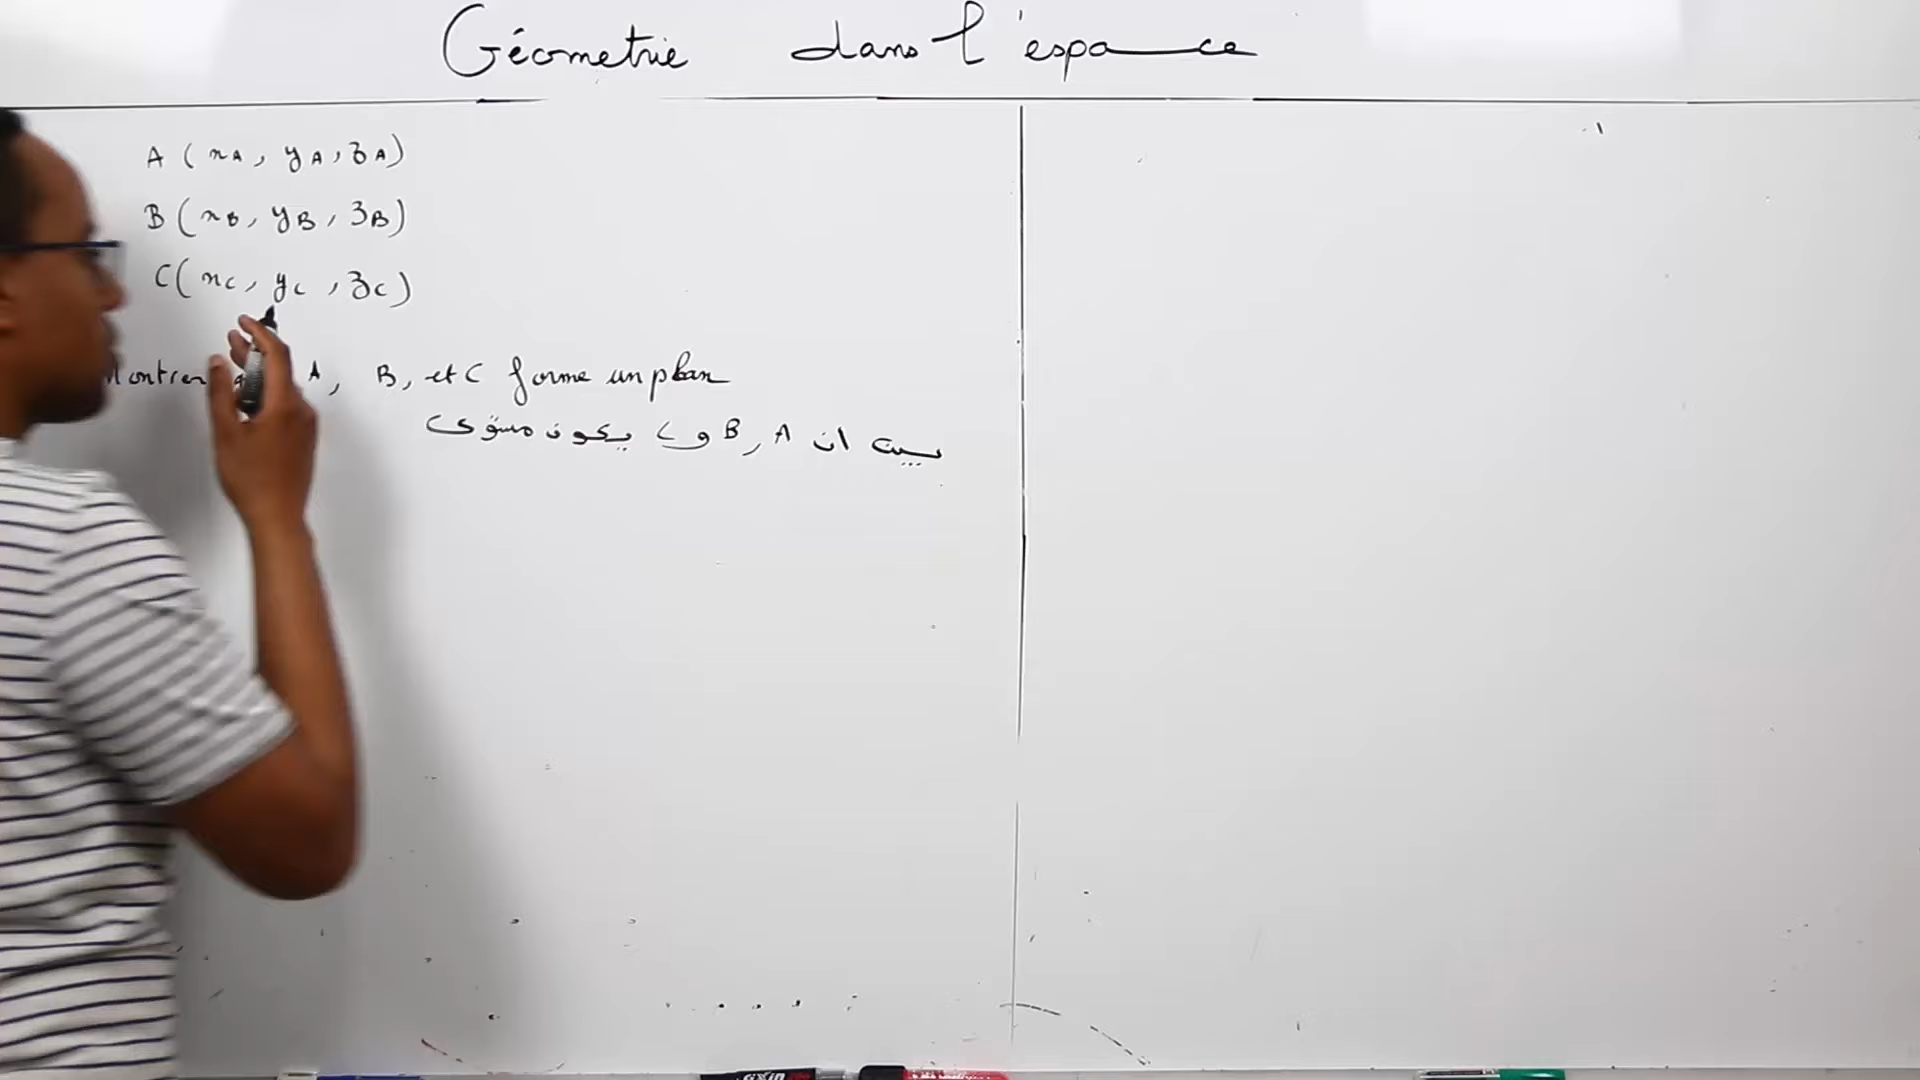 Géometrie dans l'espace
A (xA, yA, zA)
B (xB, yB, zB)
C (xC, yC, zC)
A, B, et C forme un plan
بين ان A, B و C يكون مستوى